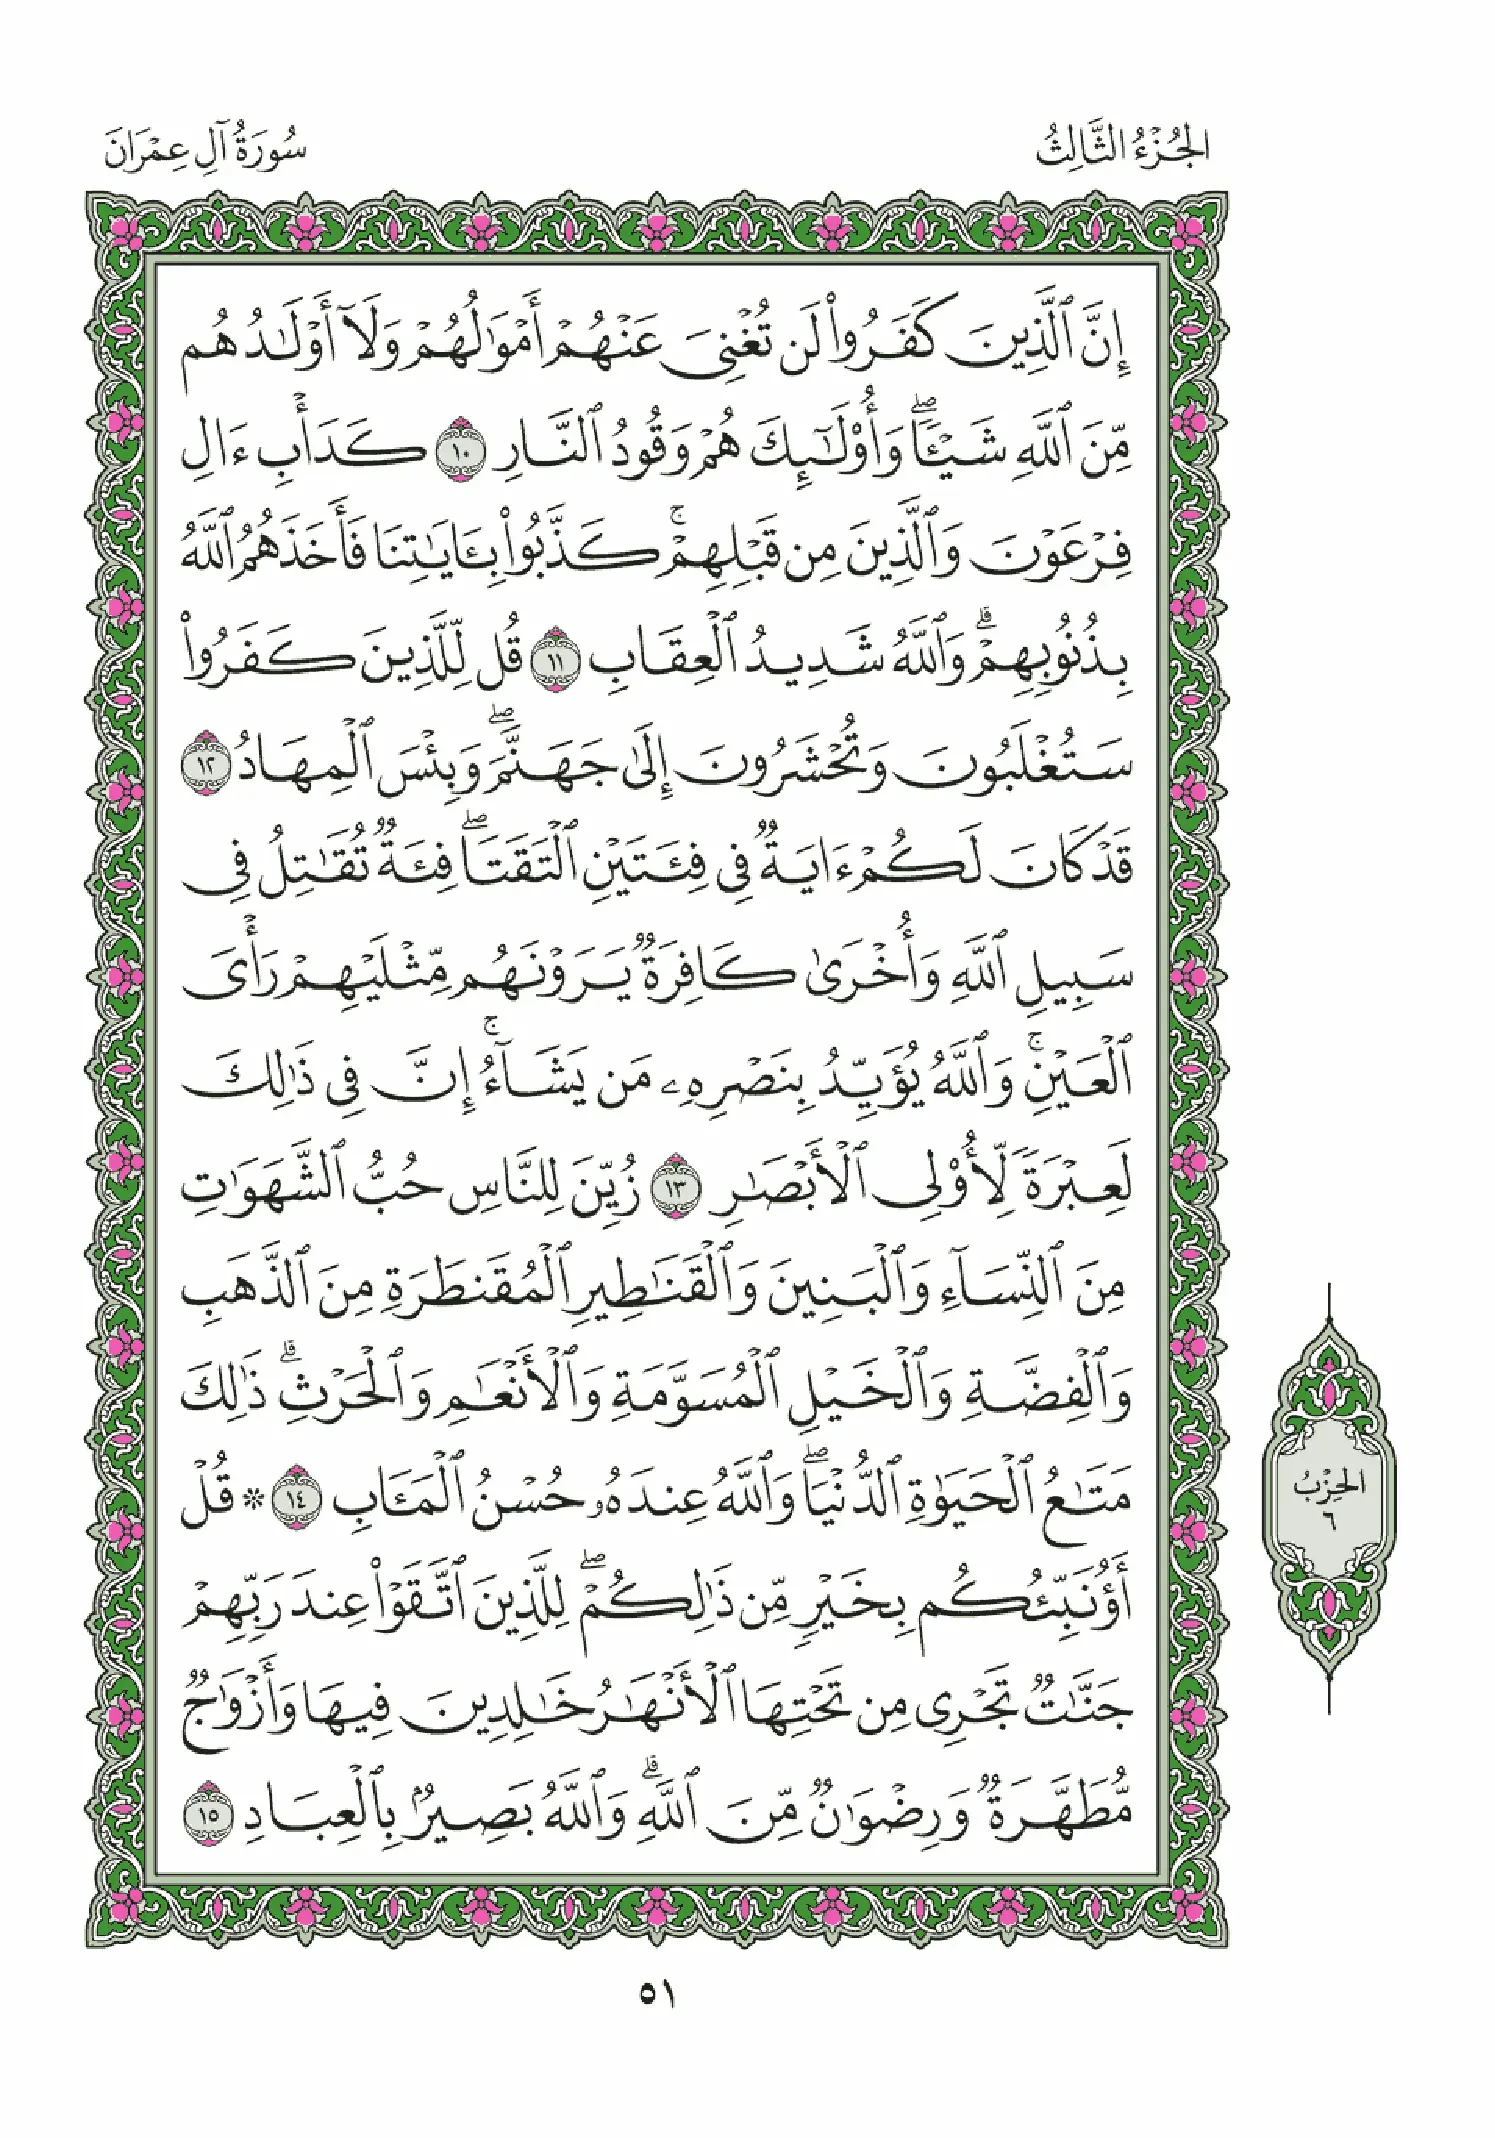 الجُزْءُ الثَّالِثُ
سُورَةُ آلِ عِمْرَانَ
إِنَّ ٱلَّذِينَ كَفَرُوا۟ لَن تُغْنِىَ عَنْهُمْ أَمْوَٰلُهُمْ وَلَآ أَوْلَـٰدُهُم
مِّنَ ٱللَّهِ شَيْـًٔا ۖ وَأُو۟لَـٰٓئِكَ هُمْ وَقُودُ ٱلنَّارِ ١٠ كَدَأْبِ ءَالِ
فِرْعَوْنَ وَٱلَّذِينَ مِن قَبْلِهِمْ ۚ كَذَّبُوا۟ بِـَٔايَـٰتِنَا فَأَخَذَهُمُ ٱللَّهُ
بِذُنُوبِهِمْ ۗ وَٱللَّهُ شَدِيدُ ٱلْعِقَابِ ١١ قُل لِّلَّذِينَ كَفَرُوا۟
سَتُغْلَبُونَ وَتُحْشَرُونَ إِلَىٰ جَهَنَّمَ ۖ وَبِئْسَ ٱلْمِهَادُ ١٢
قَدْ كَانَ لَكُمْ ءَايَةٌ فِى فِئَتَيْنِ ٱلْتَقَتَا ۖ فِئَةٌ تُقَـٰتِلُ فِى
سَبِيلِ ٱللَّهِ وَأُخْرَىٰ كَافِرَةٌ يَرَوْنَهُم مِّثْلَيْهِمْ رَأْىَ
ٱلْعَيْنِ ۚ وَٱللَّهُ يُؤَيِّدُ بِنَصْرِهِۦ مَن يَشَآءُ ۚ إِنَّ فِى ذَٰلِكَ
لَعِبْرَةً لِّأُو۟لِى ٱلْأَبْصَـٰرِ ١٣ زُيِّنَ لِلنَّاسِ حُبُّ ٱلشَّهَوَٰتِ
مِنَ ٱلنِّسَآءِ وَٱلْبَنِينَ وَٱلْقَنَـٰطِيرِ ٱلْمُقَنطَرَةِ مِنَ ٱلذَّهَبِ
وَٱلْفِضَّةِ وَٱلْخَيْلِ ٱلْمُسَوَّمَةِ وَٱلْأَنْعَـٰمِ وَٱلْحَرْثِ ۗ ذَٰلِكَ
مَتَـٰعُ ٱلْحَيَوٰةِ ٱلدُّنْيَا ۖ وَٱللَّهُ عِندَهُۥ حُسْنُ ٱلْمَـَٔابِ ١٤ * قُلْ
أَؤُنَبِّئُكُم بِخَيْرٍ مِّن ذَٰلِكُمْ ۖ لِلَّذِينَ ٱتَّقَوْا۟ عِندَ رَبِّهِمْ
جَنَّـٰتٌ تَجْرِى مِن تَحْتِهَا ٱلْأَنْهَـٰرُ خَـٰلِدِينَ فِيهَا وَأَزْوَٰجٌ
مُّطَهَّرَةٌ وَرِضْوَٰنٌ مِّنَ ٱللَّهِ ۗ وَٱللَّهُ بَصِيرٌۢ بِٱلْعِبَادِ ١٥
الحِزْبُ
٦
٥١